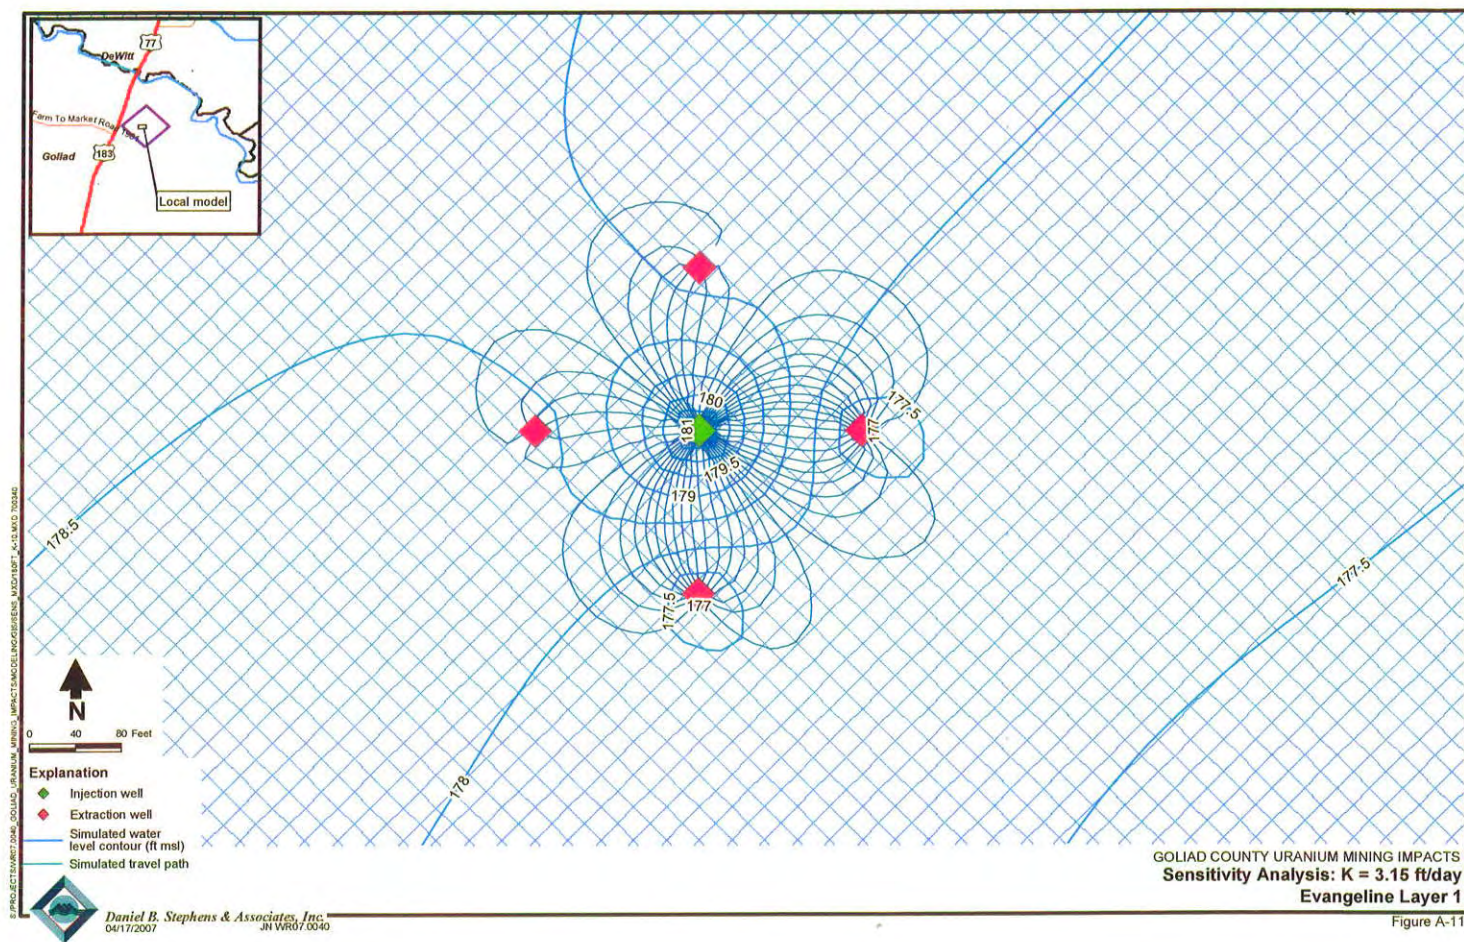 77
DeWitt
Farm To Market Road
Goliad
183
Local model
180
181
177.5
177
179.5
179
178.5
177.5
177.5
177
178
N
0 40 80 Feet
Explanation
Injection well
Extraction well
Simulated water
level contour (ft msl)
Simulated travel path
GOLIAD COUNTY URANIUM MINING IMPACTS
Sensitivity Analysis: K = 3.15 ft/day
Evangeline Layer 1
Daniel B. Stephens & Associates, Inc.
04/17/2007 JN WR07.0040
Figure A-11